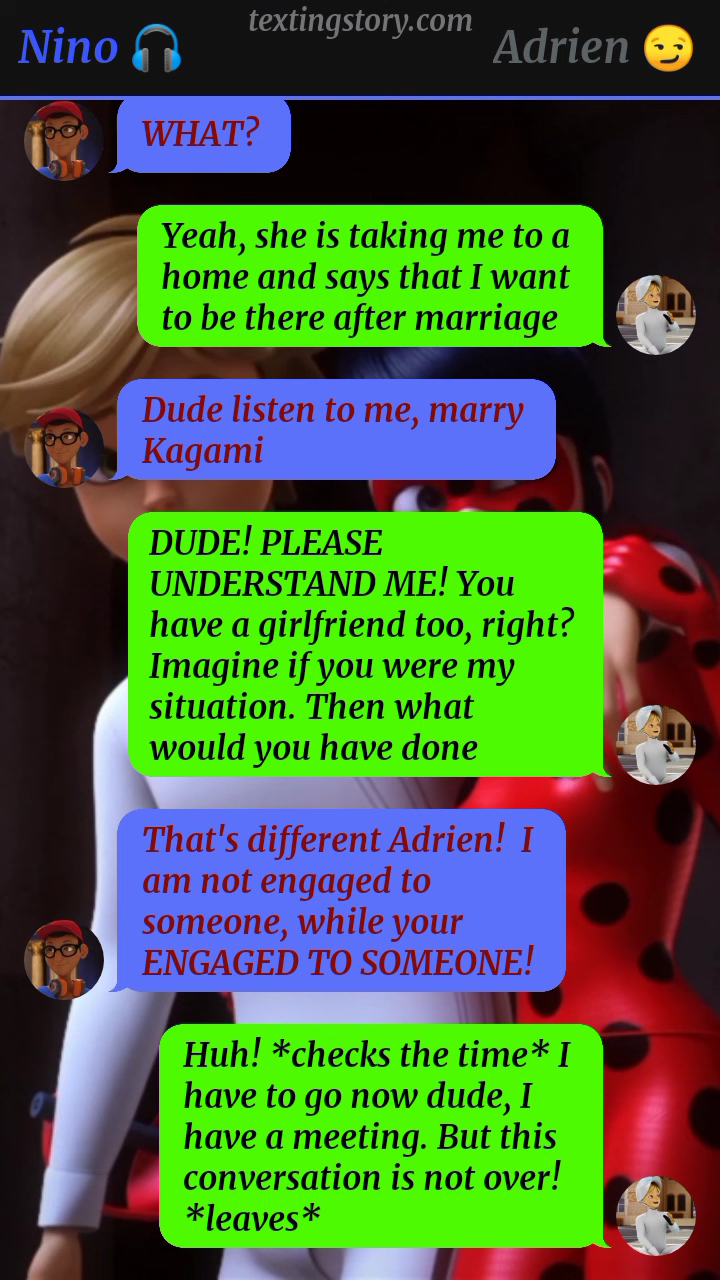 textingstory.com
Nino 🎧
Adrien 😏
WHAT?
Yeah, she is taking me to a
home and says that I want
to be there after marriage
Dude listen to me, marry
Kagami
DUDE! PLEASE
UNDERSTAND ME! You
have a girlfriend too, right?
Imagine if you were my
situation. Then what
would you have done
That's different Adrien!  I
am not engaged to
someone, while your
ENGAGED TO SOMEONE!
Huh! *checks the time* I
have to go now dude, I
have a meeting. But this
conversation is not over!
*leaves*